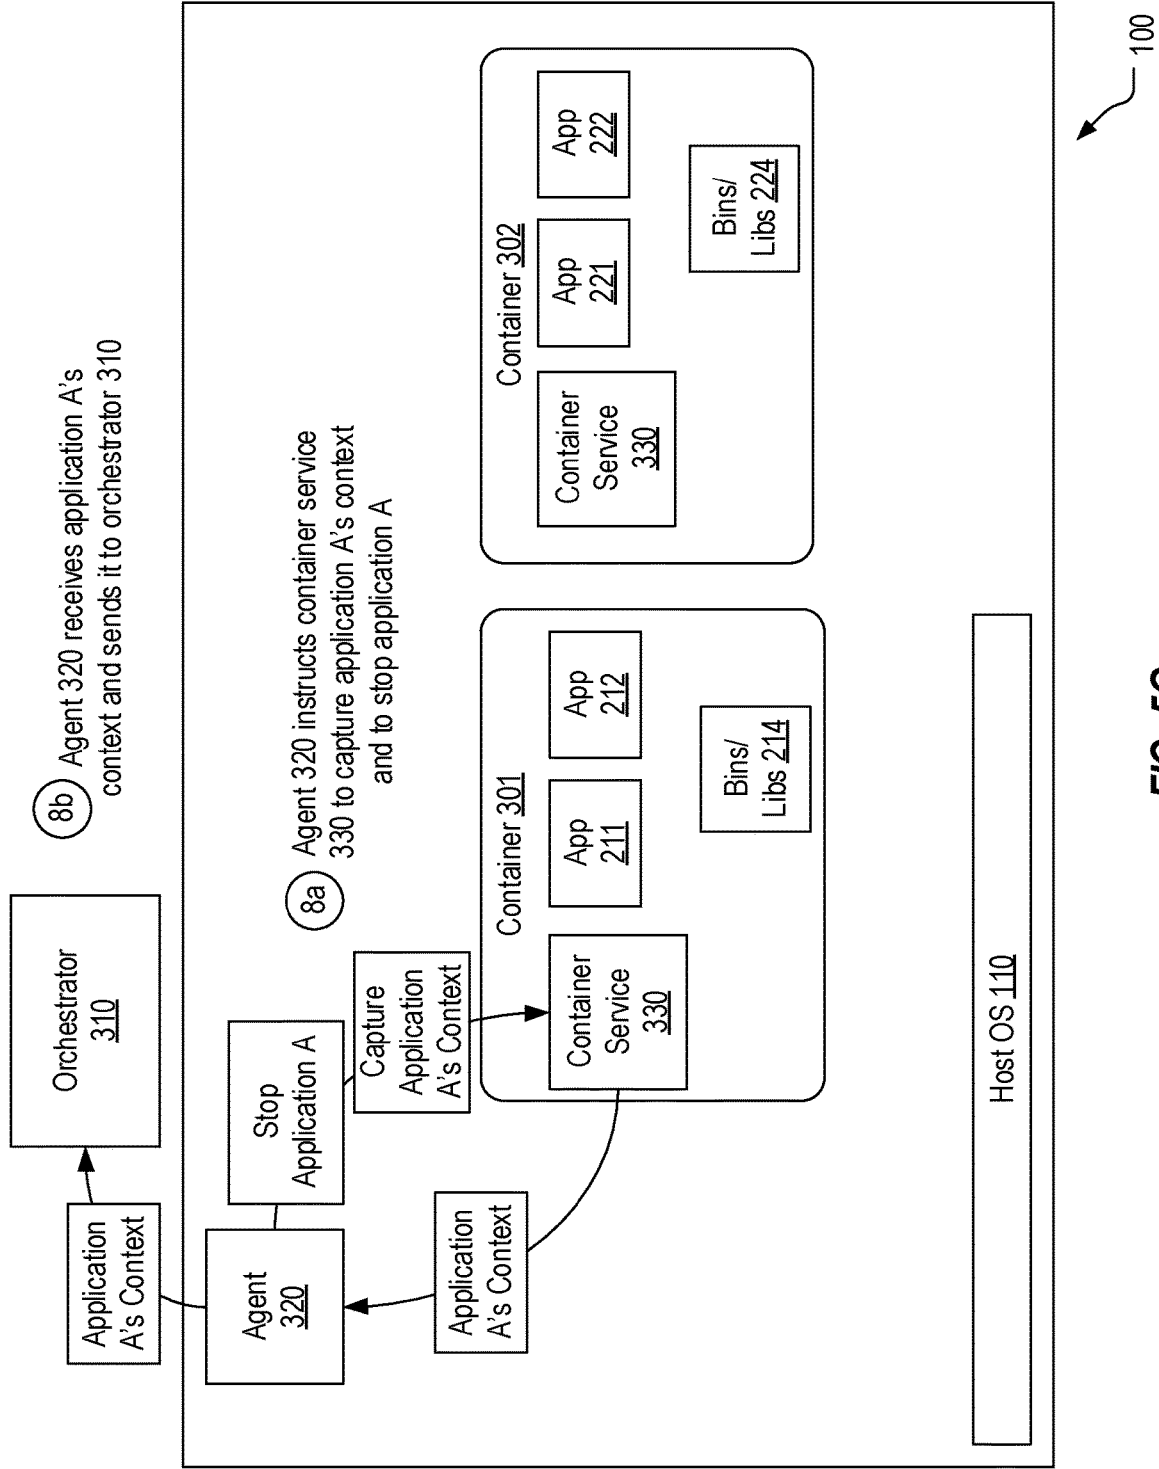 8b Agent 320 receives application A's
context and sends it to orchestrator 310
Orchestrator
310
Application
A's Context
8a Agent 320 instructs container service
330 to capture application A's context
and to stop application A
Agent
320
Stop
Application A
Capture
Application
A's Context
Application
A's Context
Container 301
Container
Service
330
App
211
App
212
Bins/
Libs 214
Container 302
Container
Service
330
App
221
App
222
Bins/
Libs 224
Host OS 110
100